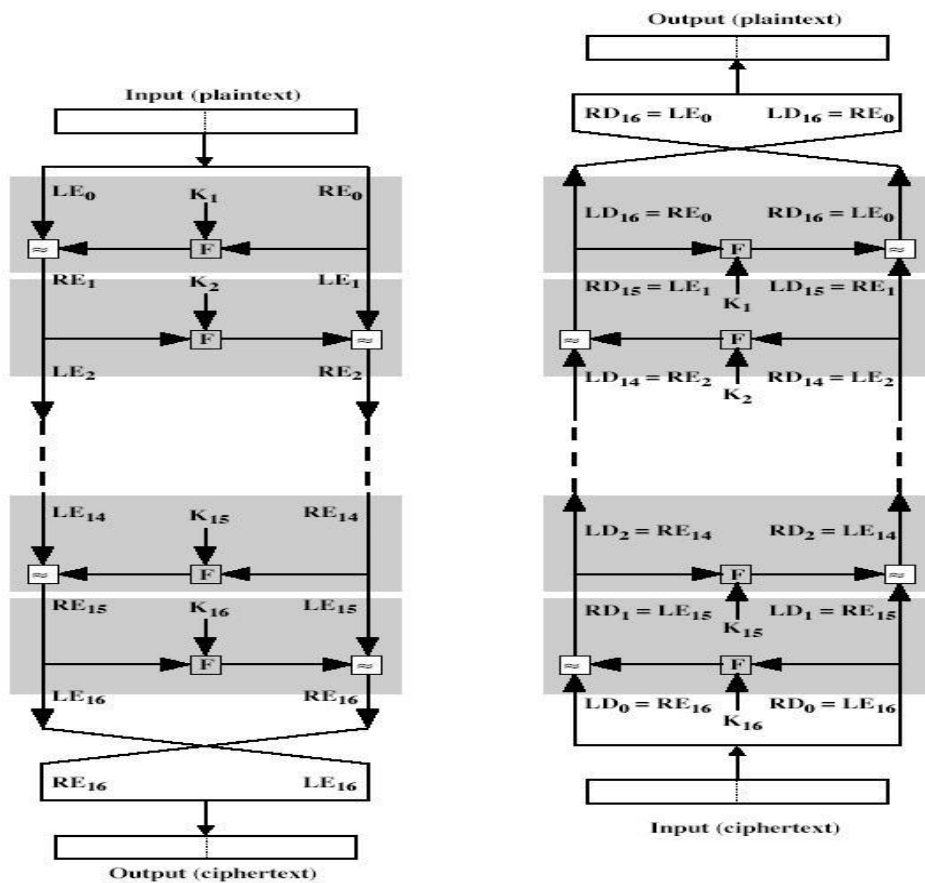 Input (plaintext)
LE₀ K₁ RE₀
≈ F
RE₁ K₂ LE₁
F ≈
LE₂ RE₂
LE₁₄ K₁₅ RE₁₄
≈ F
RE₁₅ K₁₆ LE₁₅
F ≈
LE₁₆ RE₁₆
RE₁₆ LE₁₆
Output (ciphertext)
Output (plaintext)
RD₁₆ = LE₀ LD₁₆ = RE₀
LD₁₆ = RE₀ RD₁₆ = LE₀
F ≈
RD₁₅ = LE₁ K₁ LD₁₅ = RE₁
≈ F
LD₁₄ = RE₂ K₂ RD₁₄ = LE₂
LD₂ = RE₁₄ RD₂ = LE₁₄
F ≈
RD₁ = LE₁₅ K₁₅ LD₁ = RE₁₅
≈ F
LD₀ = RE₁₆ K₁₆ RD₀ = LE₁₆
Input (ciphertext)